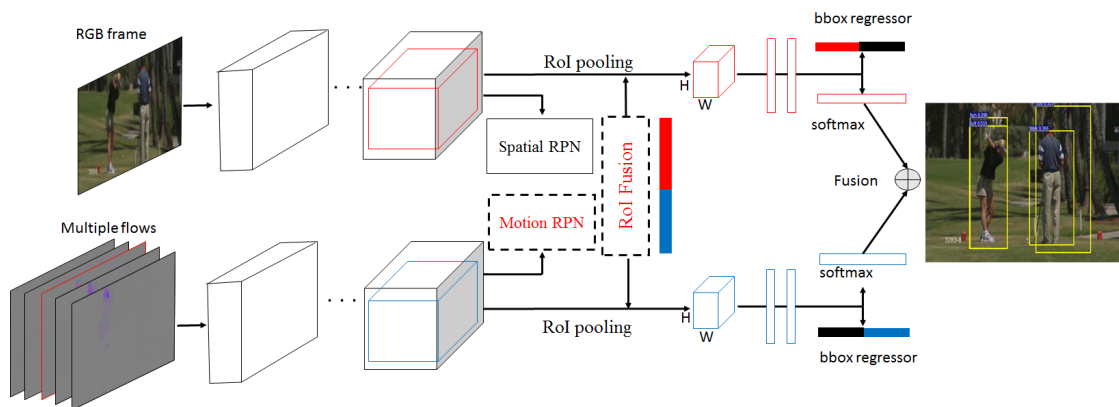 RGB frame
bbox regressor
RoI pooling
H
W
softmax
Spatial RPN
RoI Fusion
Motion RPN
Fusion
Multiple flows
softmax
H
W
RoI pooling
bbox regressor